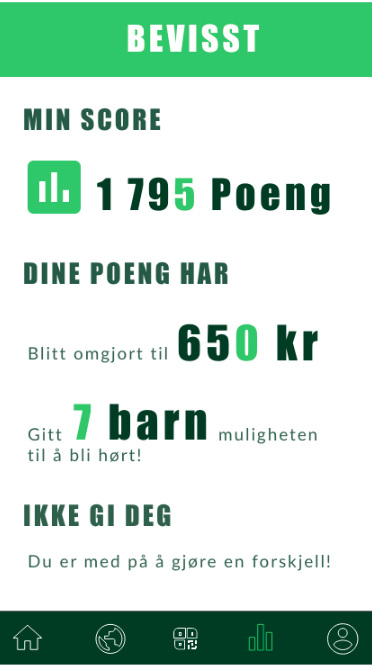 BEVISST
MIN SCORE
1 795 Poeng
DINE POENG HAR
Blitt omgjort til 650 kr
Gitt 7 barn muligheten
til å bli hørt!
IKKE GI DEG
Du er med på å gjøre en forskjell!